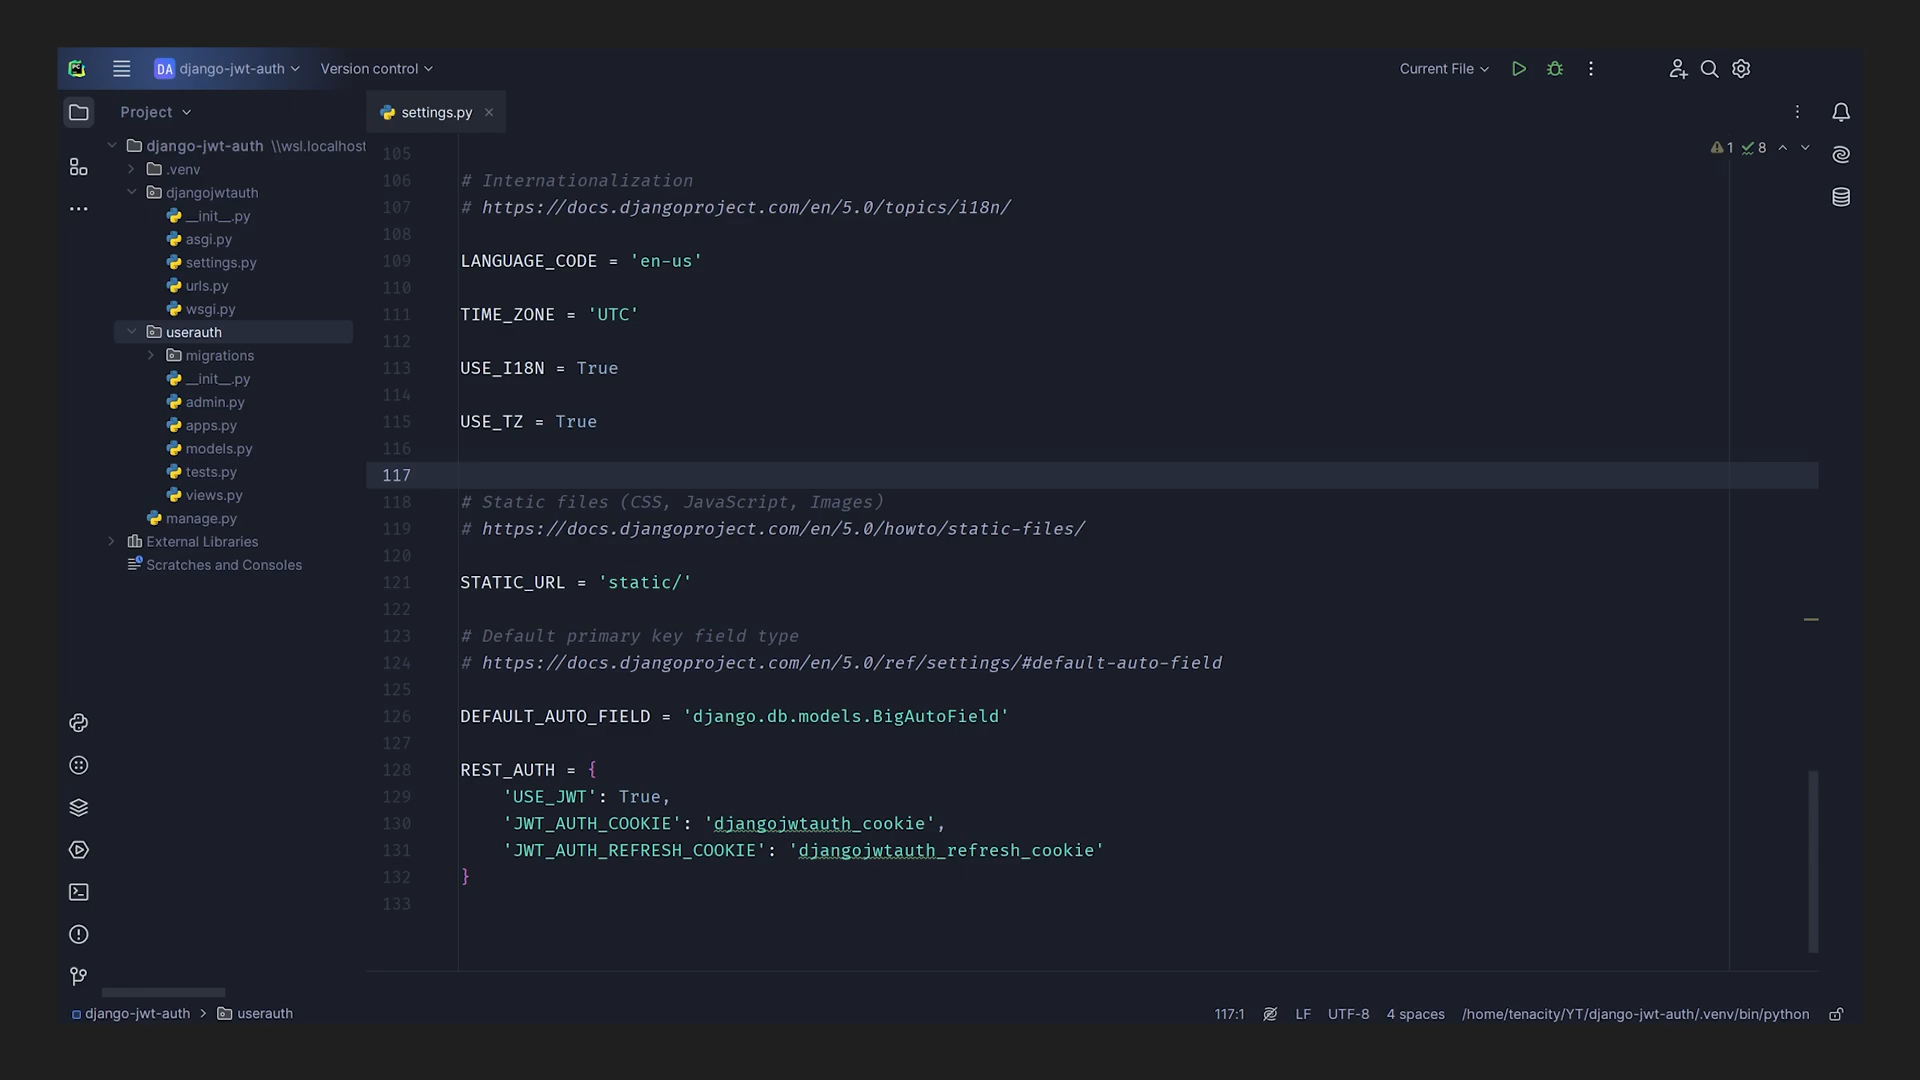 DA django-jwt-auth Version control Current File
Project
settings.py
django-jwt-auth \\wsl.localhost
.venv
djangojwtauth
__init__.py
asgi.py
settings.py
urls.py
wsgi.py
userauth
migrations
__init__.py
admin.py
apps.py
models.py
tests.py
views.py
manage.py
External Libraries
Scratches and Consoles
1 8
105
106 # Internationalization
107 # https://docs.djangoproject.com/en/5.0/topics/i18n/
108
109 LANGUAGE_CODE = 'en-us'
110
111 TIME_ZONE = 'UTC'
112
113 USE_I18N = True
114
115 USE_TZ = True
116
117
118 # Static files (CSS, JavaScript, Images)
119 # https://docs.djangoproject.com/en/5.0/howto/static-files/
120
121 STATIC_URL = 'static/'
122
123 # Default primary key field type
124 # https://docs.djangoproject.com/en/5.0/ref/settings/#default-auto-field
125
126 DEFAULT_AUTO_FIELD = 'django.db.models.BigAutoField'
127
128 REST_AUTH = {
129 'USE_JWT': True,
130 'JWT_AUTH_COOKIE': 'djangojwtauth_cookie',
131 'JWT_AUTH_REFRESH_COOKIE': 'djangojwtauth_refresh_cookie'
132 }
133
django-jwt-auth > userauth 117:1 LF UTF-8 4 spaces /home/tenacity/YT/django-jwt-auth/.venv/bin/python